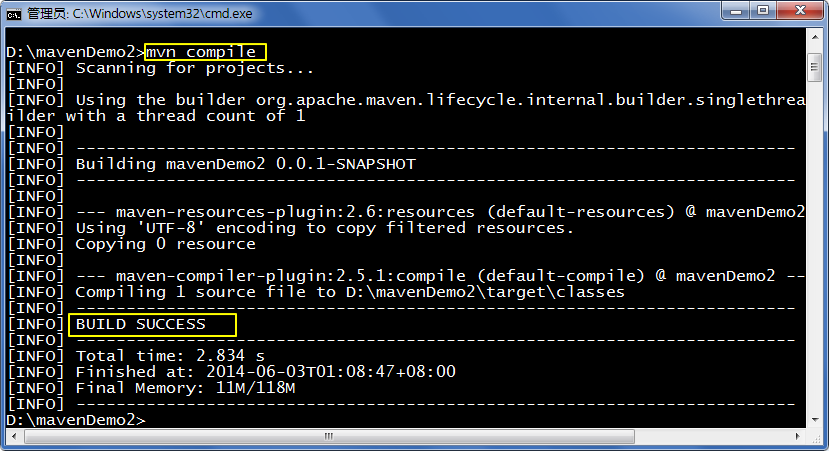 管理员: C:\Windows\system32\cmd.exe
D:\mavenDemo2>mvn compile
[INFO] Scanning for projects...
[INFO]
[INFO] Using the builder org.apache.maven.lifecycle.internal.builder.singlethrea
ilder with a thread count of 1
[INFO]
[INFO] ------------------------------------------------------------------------
[INFO] Building mavenDemo2 0.0.1-SNAPSHOT
[INFO] ------------------------------------------------------------------------
[INFO]
[INFO] --- maven-resources-plugin:2.6:resources (default-resources) @ mavenDemo2
[INFO] Using 'UTF-8' encoding to copy filtered resources.
[INFO] Copying 0 resource
[INFO]
[INFO] --- maven-compiler-plugin:2.5.1:compile (default-compile) @ mavenDemo2 --
[INFO] Compiling 1 source file to D:\mavenDemo2\target\classes
[INFO] ------------------------------------------------------------------------
[INFO] BUILD SUCCESS
[INFO] ------------------------------------------------------------------------
[INFO] Total time: 2.834 s
[INFO] Finished at: 2014-06-03T01:08:47+08:00
[INFO] Final Memory: 11M/118M
[INFO] ------------------------------------------------------------------------
D:\mavenDemo2>